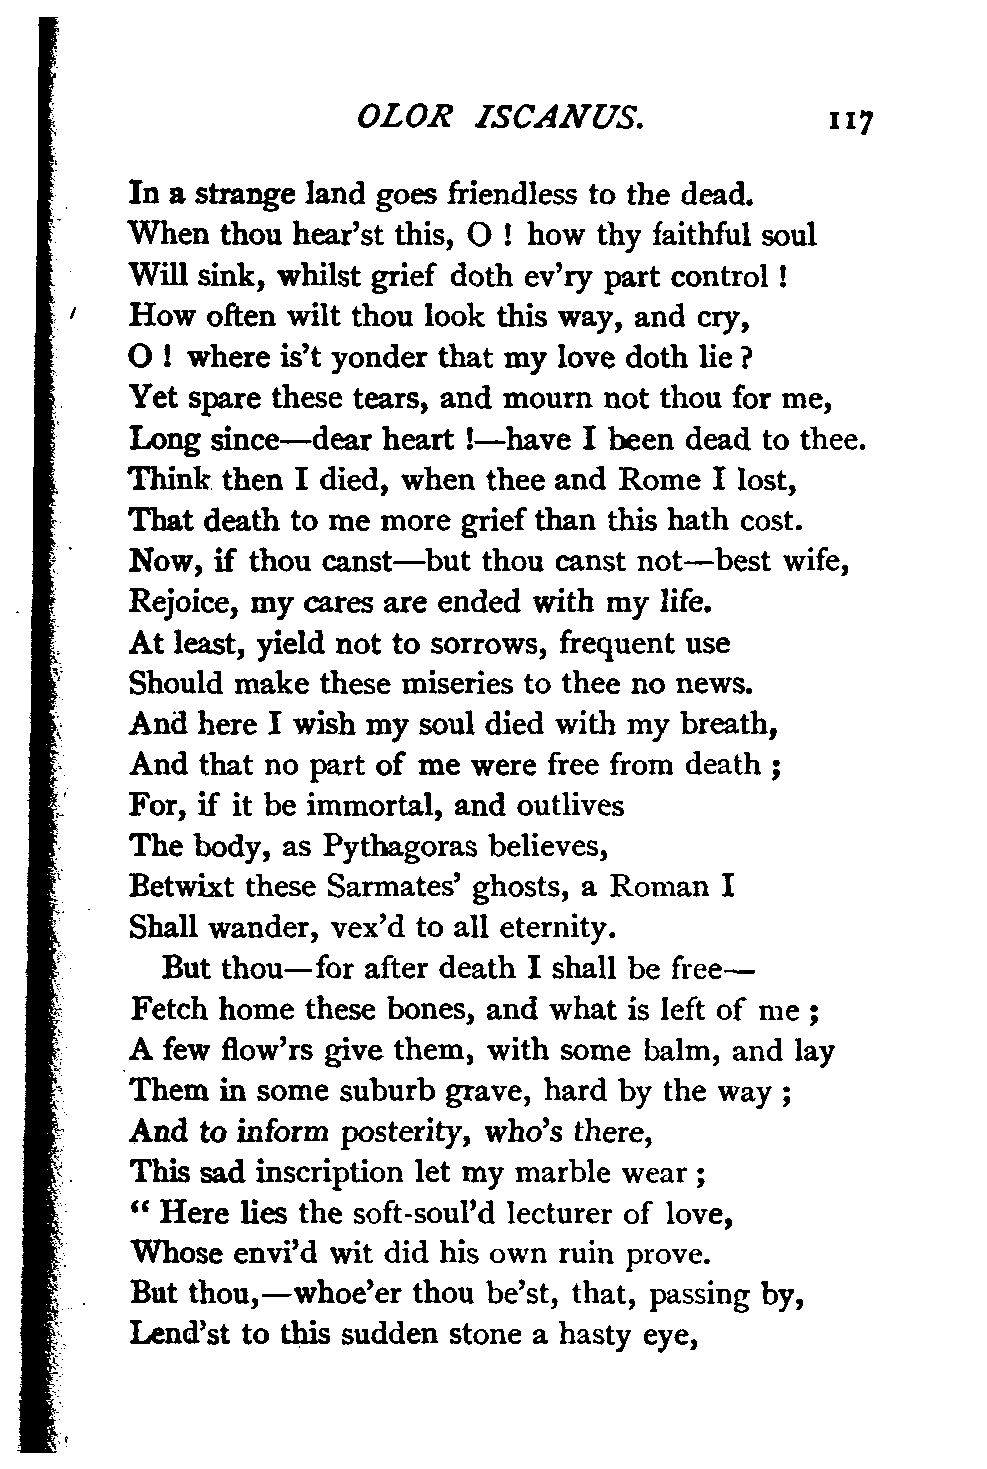 OLOR ISCANUS. 117
In a strange land goes friendless to the dead.
When thou hear'st this, O ! how thy faithful soul
Will sink, whilst grief doth ev'ry part control !
How often wilt thou look this way, and cry,
O ! where is't yonder that my love doth lie ?
Yet spare these tears, and mourn not thou for me,
Long since—dear heart !—have I been dead to thee.
Think then I died, when thee and Rome I lost,
That death to me more grief than this hath cost.
Now, if thou canst—but thou canst not—best wife,
Rejoice, my cares are ended with my life.
At least, yield not to sorrows, frequent use
Should make these miseries to thee no news.
And here I wish my soul died with my breath,
And that no part of me were free from death ;
For, if it be immortal, and outlives
The body, as Pythagoras believes,
Betwixt these Sarmates' ghosts, a Roman I
Shall wander, vex'd to all eternity.
But thou—for after death I shall be free—
Fetch home these bones, and what is left of me ;
A few flow'rs give them, with some balm, and lay
Them in some suburb grave, hard by the way ;
And to inform posterity, who's there,
This sad inscription let my marble wear ;
“ Here lies the soft-soul'd lecturer of love,
Whose envi'd wit did his own ruin prove.
But thou,—whoe'er thou be'st, that, passing by,
Lend'st to this sudden stone a hasty eye,